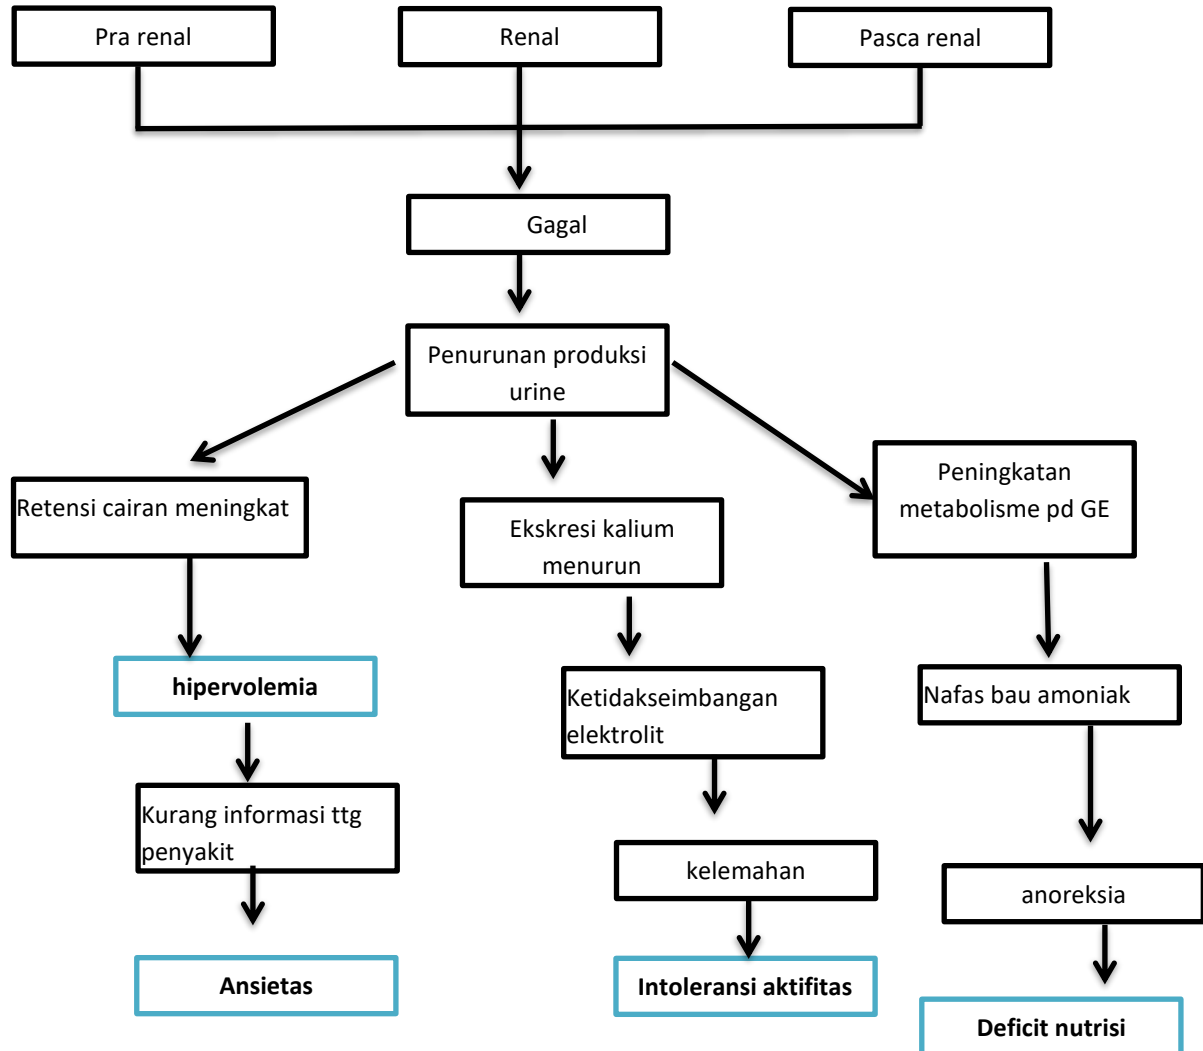 Pra renal
Renal
Pasca renal
Gagal
Penurunan produksi
urine
Retensi cairan meningkat
Ekskresi kalium
menurun
Peningkatan
metabolisme pd GE
hipervolemia
Ketidakseimbangan
elektrolit
Nafas bau amoniak
Kurang informasi ttg
penyakit
kelemahan
anoreksia
Ansietas
Intoleransi aktifitas
Deficit nutrisi